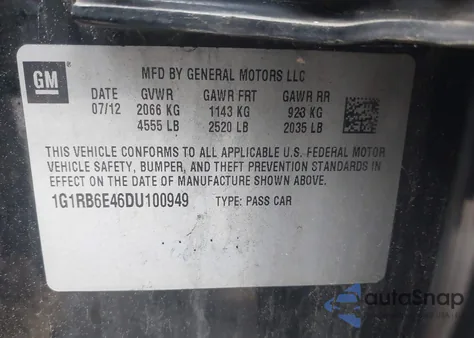 GM
MFD BY GENERAL MOTORS LLC
DATE GVWR GAWR FRT GAWR RR
07/12 2066 KG 1143 KG 923 KG
4555 LB 2520 LB 2035 LB
THIS VEHICLE CONFORMS TO ALL APPLICABLE U.S. FEDERAL MOTOR
VEHICLE SAFETY, BUMPER, AND THEFT PREVENTION STANDARDS IN
EFFECT ON THE DATE OF MANUFACTURE SHOWN ABOVE.
1G1RB6E46DU100949 TYPE: PASS CAR
autoSnap